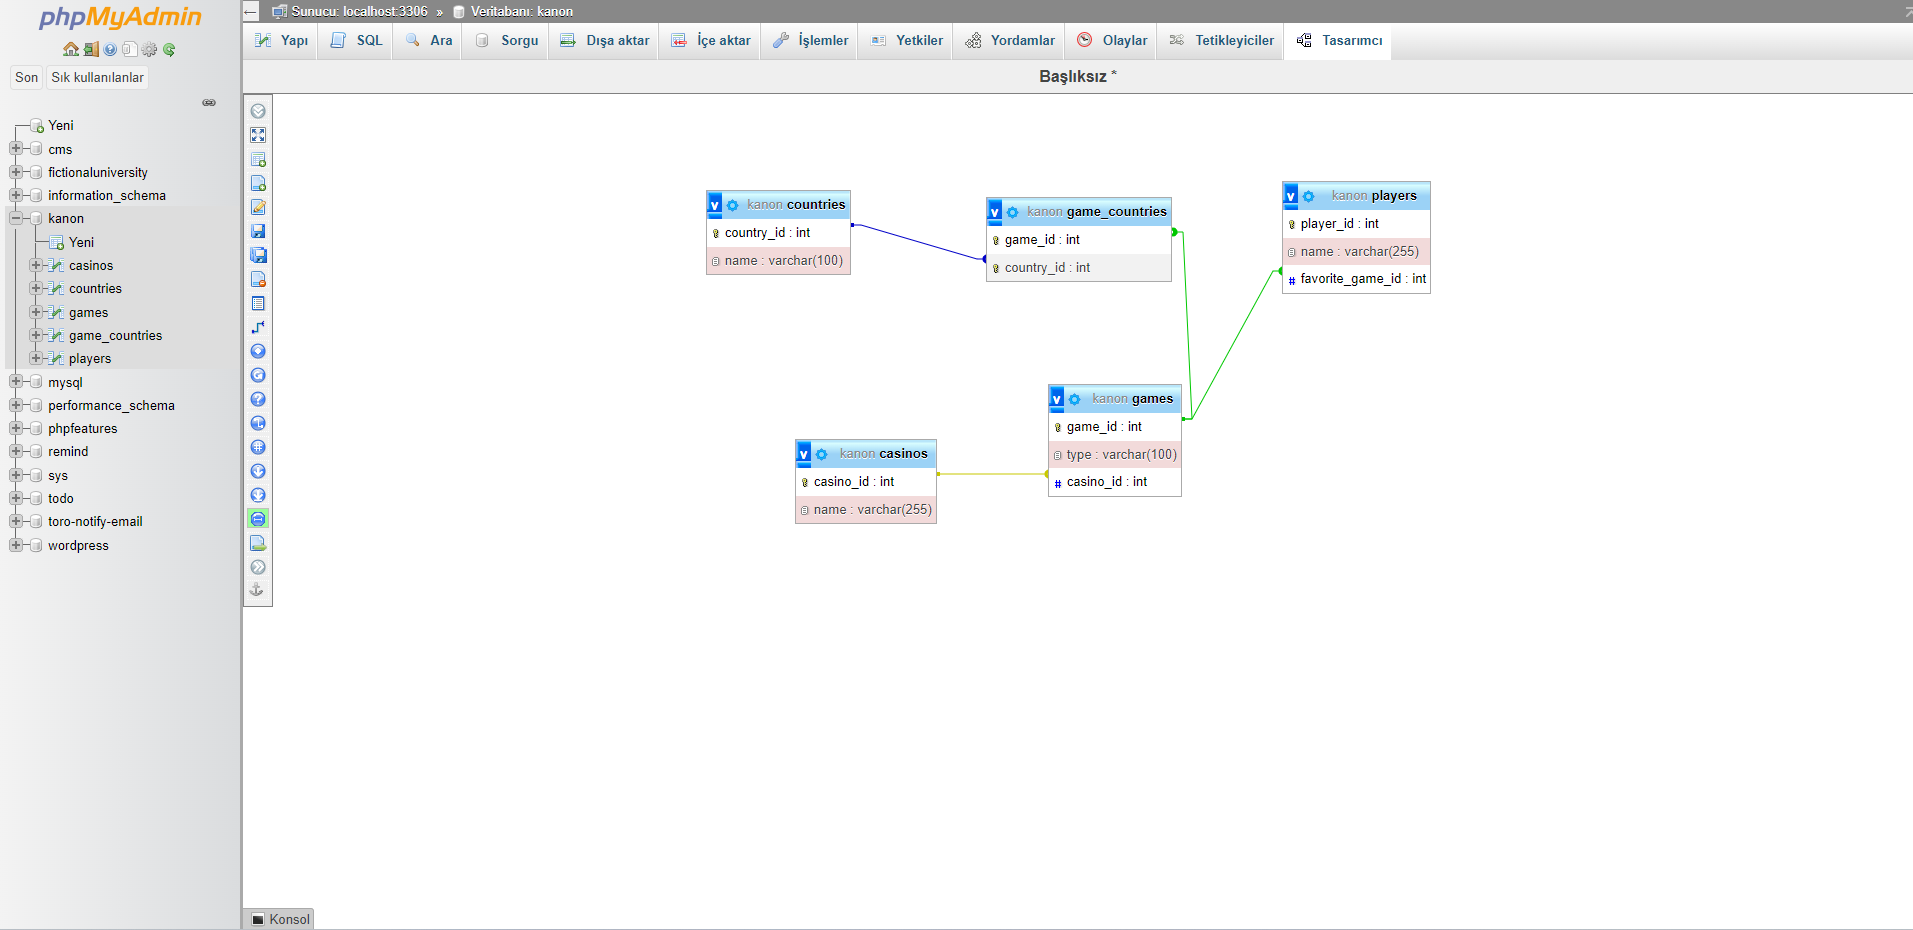 phpMyAdmin
Son
Sık kullanılanlar
Yeni
cms
fictionaluniversity
information_schema
kanon
Yeni
casinos
countries
games
game_countries
players
mysql
performance_schema
phpfeatures
remind
sys
todo
toro-notify-email
wordpress
Sunucu: localhost:3306 » Veritabanı: kanon
Yapı SQL Ara Sorgu Dışa aktar İçe aktar İşlemler Yetkiler Yordamlar Olaylar Tetikleyiciler Tasarımcı
Başlıksız *
v kanon countries
country_id : int
name : varchar(100)
v kanon game_countries
game_id : int
country_id : int
v kanon players
player_id : int
name : varchar(255)
# favorite_game_id : int
v kanon games
game_id : int
type : varchar(100)
# casino_id : int
v kanon casinos
casino_id : int
name : varchar(255)
Konsol